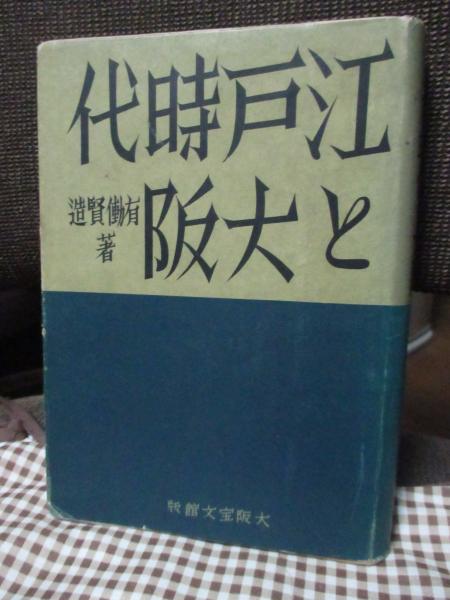 江戸時代
と大阪
有働賢造
著
大阪宝文館版